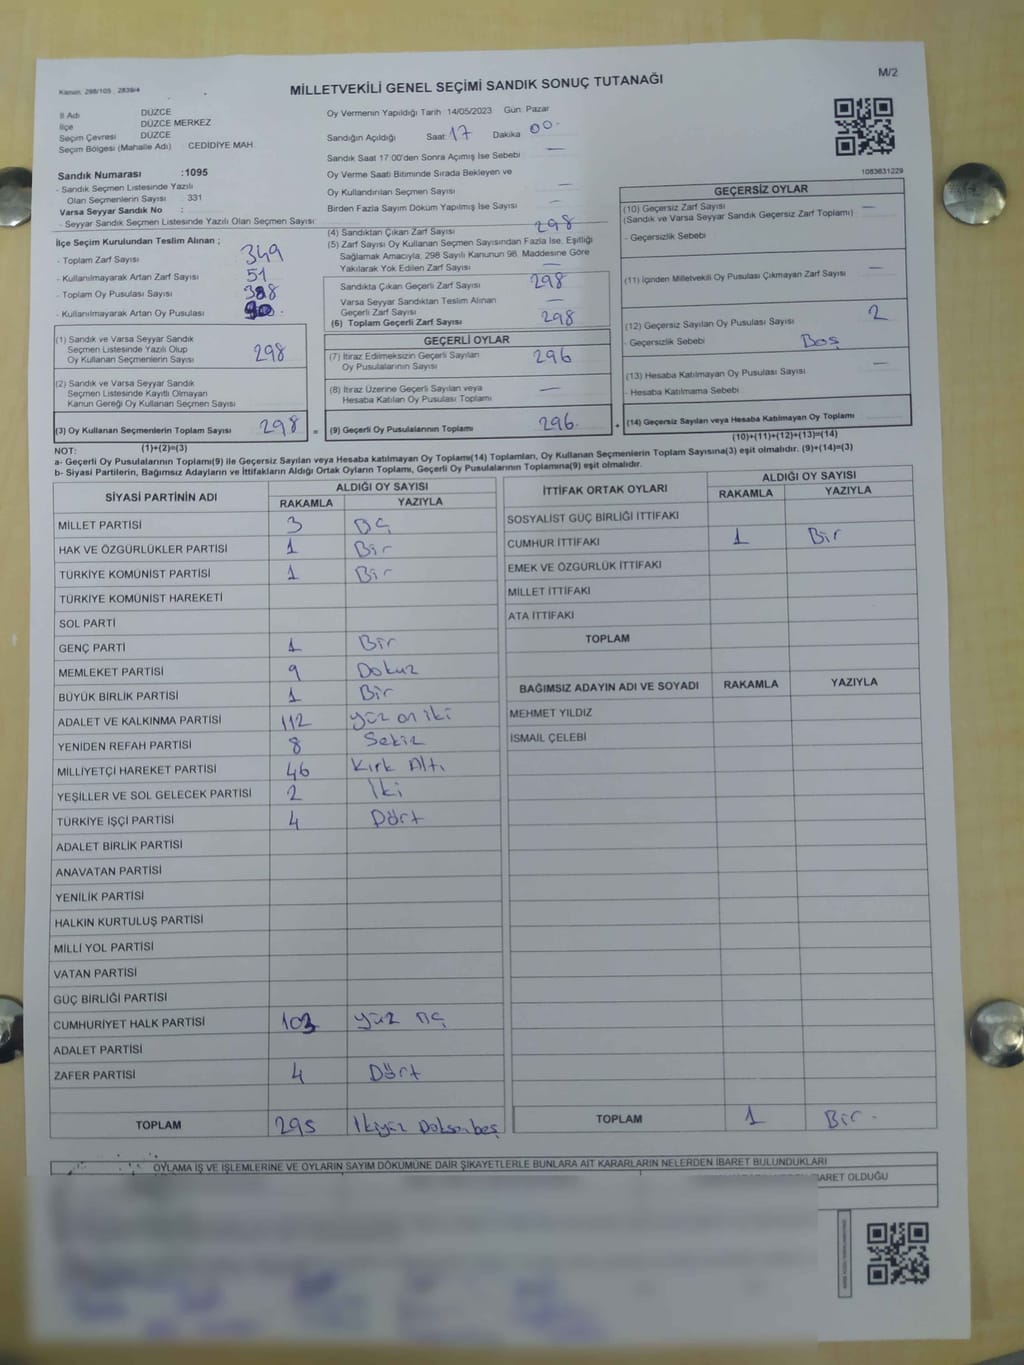 M/2
Kanun: 298/105 , 2839/4
MİLLETVEKİLİ GENEL SEÇİMİ SANDIK SONUÇ TUTANAĞI
İl Adı DÜZCE
İlçe DÜZCE MERKEZ
Seçim Çevresi DÜZCE
Seçim Bölgesi (Mahalle Adı) CEDİDİYE MAH
Sandık Numarası :1095
- Sandık Seçmen Listesinde Yazılı
Olan Seçmenlerin Sayısı : 331
Varsa Seyyar Sandık No :
- Seyyar Sandık Seçmen Listesinde Yazılı Olan Seçmen Sayısı:
Oy Vermenin Yapıldığı Tarih :14/05/2023 Gün: Pazar
Sandığın Açıldığı Saat: 17 Dakika 00
Sandık Saat 17:00'den Sonra Açımış İse Sebebi —
Oy Verme Saati Bitiminde Sırada Bekleyen ve
Oy Kullandırılan Seçmen Sayısı —
Birden Fazla Sayım Döküm Yapılmış İse Sayısı —
1083631229
İlçe Seçim Kurulundan Teslim Alınan ;
- Toplam Zarf Sayısı 349
- Kullanılmayarak Artan Zarf Sayısı 51
- Toplam Oy Pusulası Sayısı
- Kullanılmayarak Artan Oy Pusulası
(4) Sandıktan Çıkan Zarf Sayısı 298
(5) Zarf Sayısı Oy Kullanan Seçmen Sayısından Fazla İse, Eşitliği
Sağlamak Amacıyla, 298 Sayılı Kanunun 98. Maddesine Göre
Yakılarak Yok Edilen Zarf Sayısı —
Sandıkta Çıkan Geçerli Zarf Sayısı 298
Varsa Seyyar Sandıktan Teslim Alınan
Geçerli Zarf Sayısı —
(6) Toplam Geçerli Zarf Sayısı 298
GEÇERSİZ OYLAR
(10) Geçersiz Zarf Sayısı —
(Sandık ve Varsa Seyyar Sandık Geçersiz Zarf Toplamı)
- Geçersizlik Sebebi
(11) İçinden Milletvekili Oy Pusulası Çıkmayan Zarf Sayısı —
(12) Geçersiz Sayılan Oy Pusulası Sayısı 2
- Geçersizlik Sebebi Boş
(13) Hesaba Katılmayan Oy Pusulası Sayısı —
- Hesaba Katılmama Sebebi
(14) Geçersiz Sayılan veya Hesaba Katılmayan Oy Toplamı
(10)+(11)+(12)+(13)=(14)
(1) Sandık ve Varsa Seyyar Sandık
Seçmen Listesinde Yazılı Olup
Oy Kullanan Seçmenlerin Sayısı 298
(2) Sandık ve Varsa Seyyar Sandık
Seçmen Listesinde Kayıtlı Olmayan
Kanun Gereği Oy Kullanan Seçmen Sayısı
(3) Oy Kullanan Seçmenlerin Toplam Sayısı 298 =
(1)+(2)=(3)
GEÇERLİ OYLAR
(7) İtiraz Edilmeksizin Geçerli Sayılan
Oy Pusulalarının Sayısı 296
(8) İtiraz Üzerine Geçerli Sayılan veya
Hesaba Katılan Oy Pusulası Toplamı —
(9) Geçerli Oy Pusulalarının Toplamı 296 +
NOT:
a- Geçerli Oy Pusulalarının Toplamı(9) ile Geçersiz Sayılan veya Hesaba katılmayan Oy Toplamı(14) Toplamları, Oy Kullanan Seçmenlerin Toplam Sayısına(3) eşit olmalıdır. (9)+(14)=(3)
b- Siyasi Partilerin, Bağımsız Adayların ve İttifakların Aldığı Ortak Oyların Toplamı, Geçerli Oy Pusulalarının Toplamına(9) eşit olmalıdır.
SİYASİ PARTİNİN ADI ALDIĞI OY SAYISI
RAKAMLA YAZIYLA
MİLLET PARTİSİ 3 Üç
HAK VE ÖZGÜRLÜKLER PARTİSİ 1 Bir
TÜRKİYE KOMÜNİST PARTİSİ 1 Bir
TÜRKİYE KOMÜNİST HAREKETİ
SOL PARTİ
GENÇ PARTİ 1 Bir
MEMLEKET PARTİSİ 9 Dokuz
BÜYÜK BİRLİK PARTİSİ 1 Bir
ADALET VE KALKINMA PARTİSİ 112 Yüz on iki
YENİDEN REFAH PARTİSİ 8 Sekiz
MİLLİYETÇİ HAREKET PARTİSİ 46 Kırk Altı
YEŞİLLER VE SOL GELECEK PARTİSİ 2 İki
TÜRKİYE İŞÇİ PARTİSİ 4 Dört
ADALET BİRLİK PARTİSİ
ANAVATAN PARTİSİ
YENİLİK PARTİSİ
HALKIN KURTULUŞ PARTİSİ
MİLLİ YOL PARTİSİ
VATAN PARTİSİ
GÜÇ BİRLİĞİ PARTİSİ
CUMHURİYET HALK PARTİSİ 103 Yüz üç
ADALET PARTİSİ
ZAFER PARTİSİ 4 Dört
TOPLAM 295 İkiyüz Doksanbeş
İTTİFAK ORTAK OYLARI ALDIĞI OY SAYISI
RAKAMLA YAZIYLA
SOSYALİST GÜÇ BİRLİĞİ İTTİFAKI
CUMHUR İTTİFAKI 1 Bir
EMEK VE ÖZGÜRLÜK İTTİFAKI
MİLLET İTTİFAKI
ATA İTTİFAKI
TOPLAM
BAĞIMSIZ ADAYIN ADI VE SOYADI RAKAMLA YAZIYLA
MEHMET YILDIZ
İSMAİL ÇELEBİ
TOPLAM 1 Bir
OYLAMA İŞ VE İŞLEMLERİNE VE OYLARIN SAYIM DÖKÜMÜNE DAİR ŞİKAYETLERLE BUNLARA AİT KARARLARIN NELERDEN İBARET BULUNDUKLARI
İBARET OLDUĞU